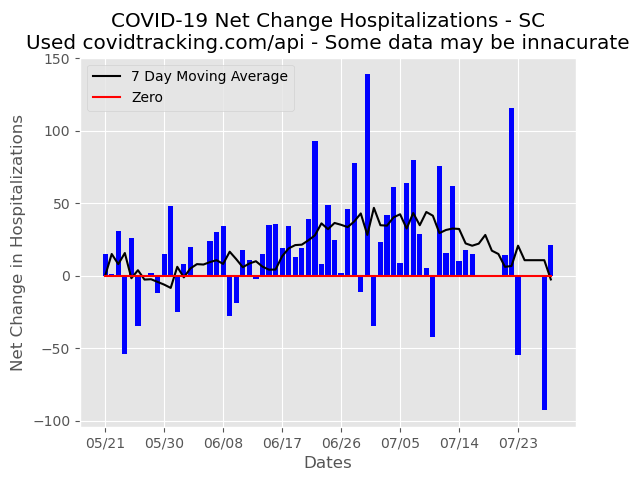 COVID-19 Net Change Hospitalizations - SC
Used covidtracking.com/api - Some data may be innacurate
7 Day Moving Average
Zero
Net Change in Hospitalizations
150
100
50
0
−50
−100
05/21 05/30 06/08 06/17 06/26 07/05 07/14 07/23
Dates